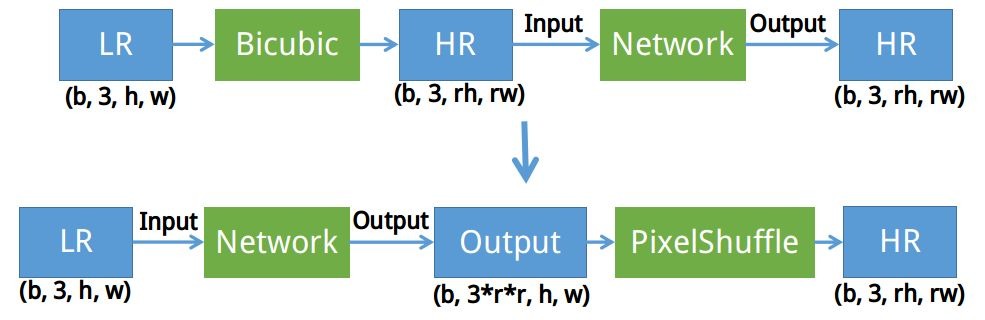 Input
Output
LR
Bicubic
HR
Network
HR
(b, 3, h, w)
(b, 3, rh, rw)
(b, 3, rh, rw)
Input
Output
LR
Network
Output
PixelShuffle
HR
(b, 3, h, w)
(b, 3*r*r, h, w)
(b, 3, rh, rw)